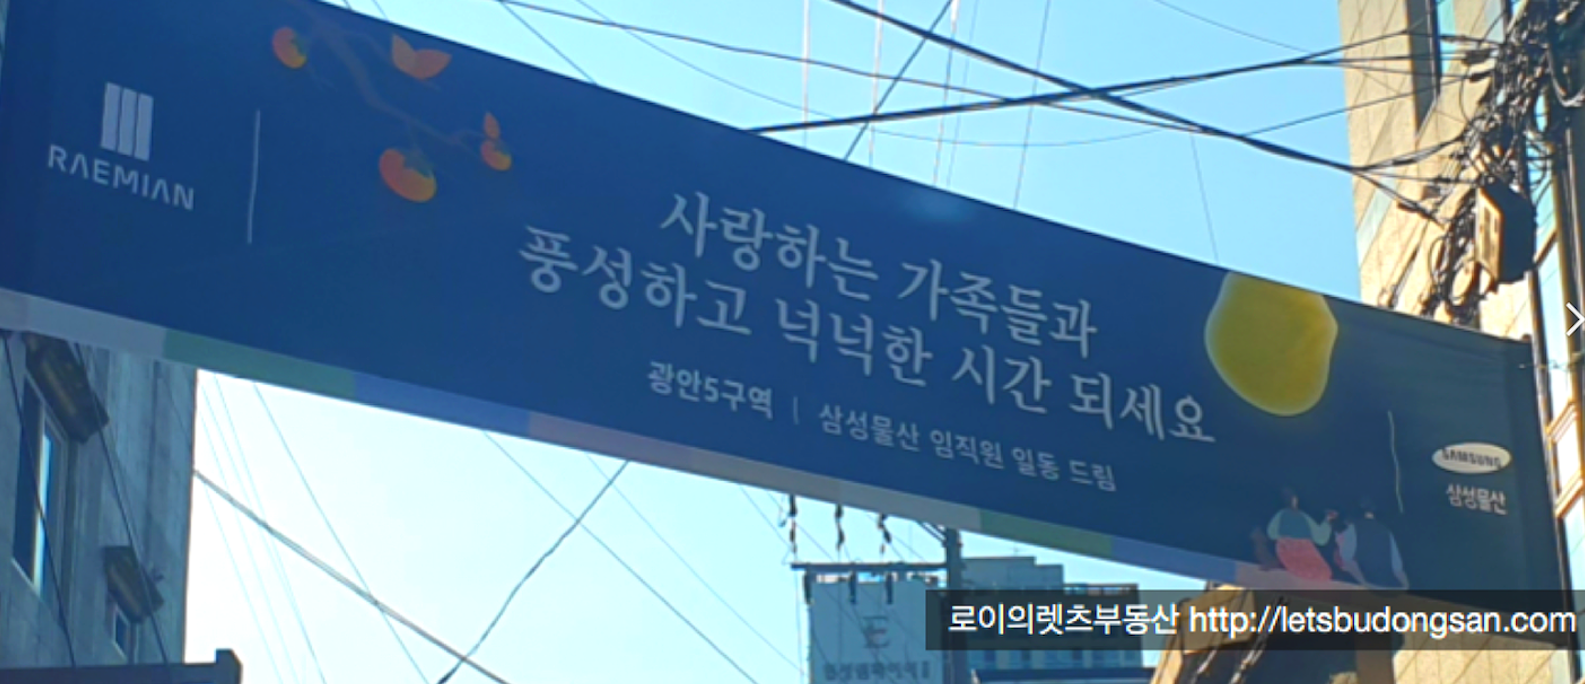 RAEMIAN
사랑하는 가족들과
풍성하고 넉넉한 시간 되세요
광안5구역 | 삼성물산 임직원 일동 드림
SAMSUNG
삼성물산
로이의렛츠부동산 http://letsbudongsan.com